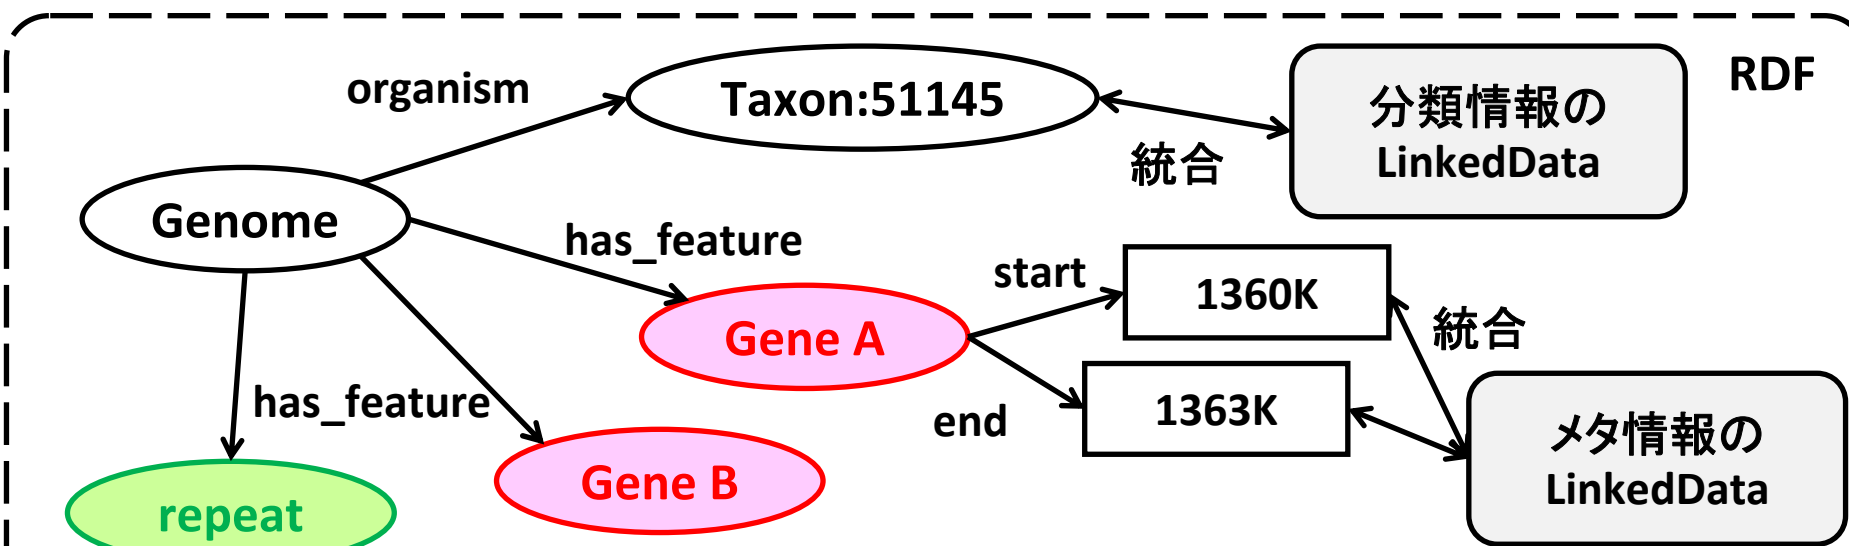 RDF
organism
Taxon:51145
分類情報の
LinkedData
統合
Genome
has_feature
start
1360K
統合
Gene A
has_feature
end
1363K
メタ情報の
LinkedData
Gene B
repeat